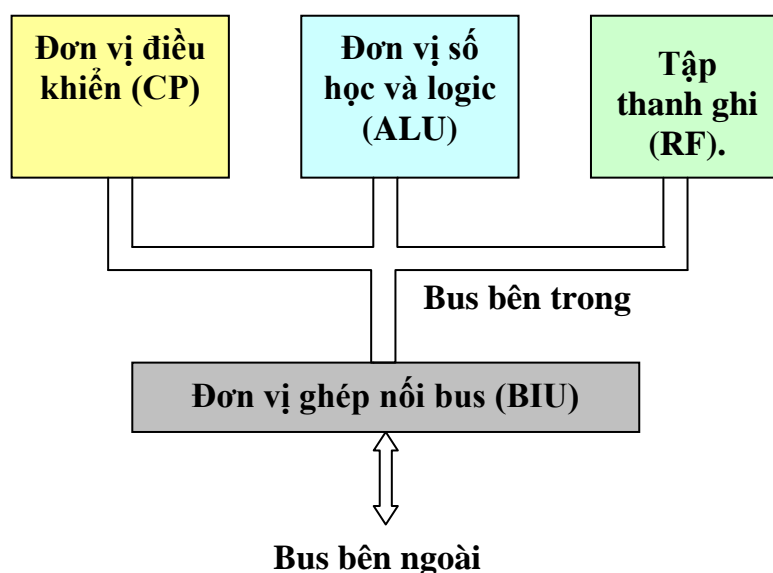 Đơn vị điều
khiển (CP)
Đơn vị số
học và logic
(ALU)
Tập
thanh ghi
(RF).
Bus bên trong
Đơn vị ghép nối bus (BIU)
Bus bên ngoài